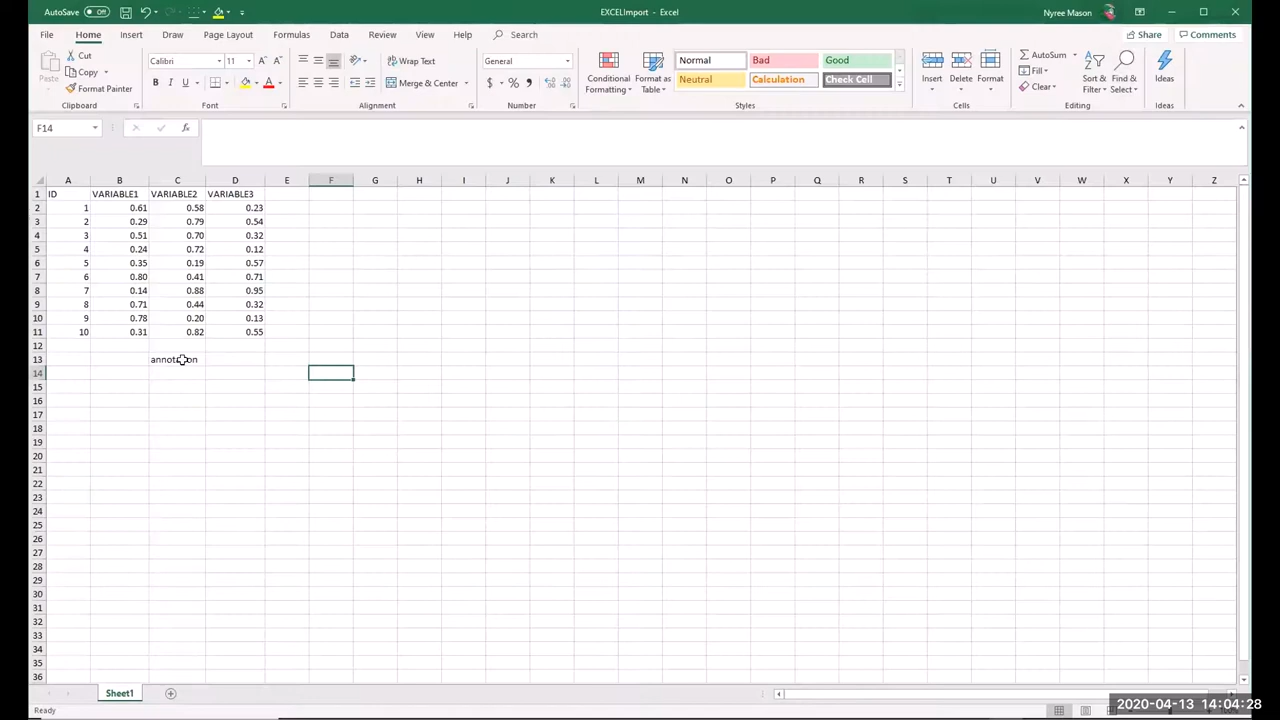 AutoSave Off EXCELImport - Excel Nyree Mason
File Home Insert Draw Page Layout Formulas Data Review View Help Search Share Comments
Paste Cut Copy Format Painter Calibri 11 Wrap Text Merge & Center General Conditional Formatting Format as Table Normal Bad Good Neutral Calculation Check Cell Insert Delete Format AutoSum Fill Clear Sort & Filter Find & Select Ideas
Clipboard Font Alignment Number Styles Cells Editing Ideas
F14 fx
A B C D E F G H I J K L M N O P Q R S T U V W X Y Z
1 ID VARIABLE1 VARIABLE2 VARIABLE3
2 1 0.61 0.58 0.23
3 2 0.29 0.79 0.54
4 3 0.51 0.70 0.32
5 4 0.24 0.72 0.12
6 5 0.35 0.19 0.57
7 6 0.80 0.41 0.71
8 7 0.14 0.88 0.95
9 8 0.71 0.44 0.32
10 9 0.78 0.20 0.13
11 10 0.31 0.82 0.55
12
13 annotation
14
15
16
17
18
19
20
21
22
23
24
25
26
27
28
29
30
31
32
33
34
35
36
Sheet1
Ready
2020-04-13 14:04:28